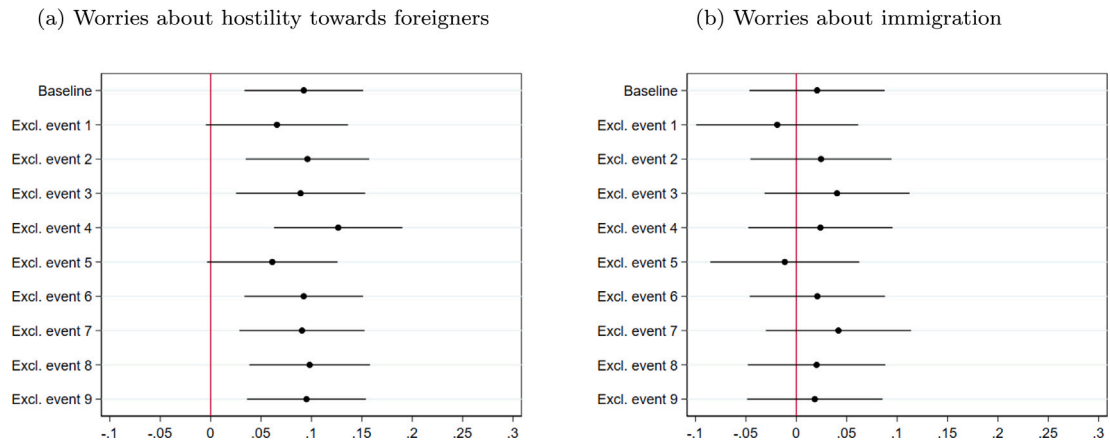 (a) Worries about hostility towards foreigners
Baseline
Excl. event 1
Excl. event 2
Excl. event 3
Excl. event 4
Excl. event 5
Excl. event 6
Excl. event 7
Excl. event 8
Excl. event 9
-.1 -.05 0 .05 .1 .15 .2 .25 .3
(b) Worries about immigration
Baseline
Excl. event 1
Excl. event 2
Excl. event 3
Excl. event 4
Excl. event 5
Excl. event 6
Excl. event 7
Excl. event 8
Excl. event 9
-.1 -.05 0 .05 .1 .15 .2 .25 .3